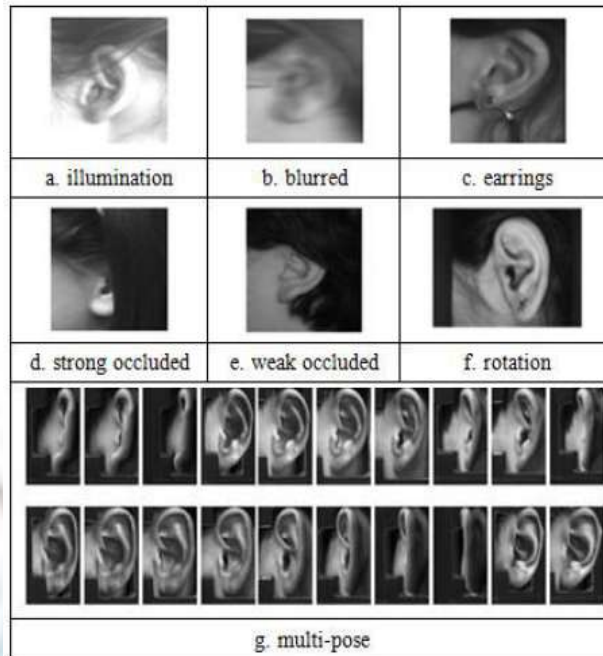 a. illumination
b. blurred
c. earrings
d. strong occluded
e. weak occluded
f. rotation
g. multi-pose